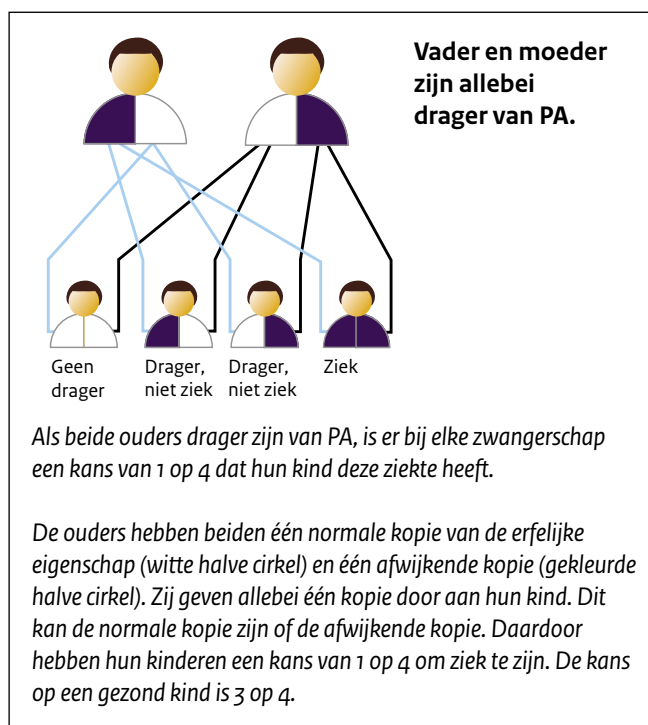 Vader en moeder
zijn allebei
drager van PA.
Geen
drager
Drager,
niet ziek
Drager,
niet ziek
Ziek
Als beide ouders drager zijn van PA, is er bij elke zwangerschap
een kans van 1 op 4 dat hun kind deze ziekte heeft.
De ouders hebben beiden één normale kopie van de erfelijke
eigenschap (witte halve cirkel) en één afwijkende kopie (gekleurde
halve cirkel). Zij geven allebei één kopie door aan hun kind. Dit
kan de normale kopie zijn of de afwijkende kopie. Daardoor
hebben hun kinderen een kans van 1 op 4 om ziek te zijn. De kans
op een gezond kind is 3 op 4.